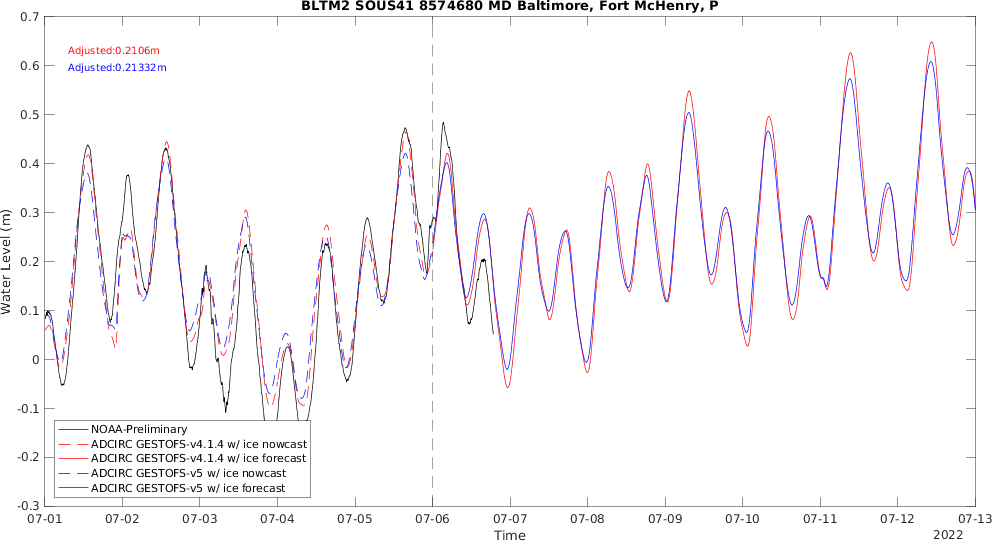 BLTM2 SOUS41 8574680 MD Baltimore, Fort McHenry, P
Adjusted:0.2106m
Adjusted:0.21332m
Water Level (m)
0.7
0.6
0.5
0.4
0.3
0.2
0.1
0
-0.1
-0.2
-0.3
NOAA-Preliminary
ADCIRC GESTOFS-v4.1.4 w/ ice nowcast
ADCIRC GESTOFS-v4.1.4 w/ ice forecast
ADCIRC GESTOFS-v5 w/ ice nowcast
ADCIRC GESTOFS-v5 w/ ice forecast
07-01 07-02 07-03 07-04 07-05 07-06 07-07 07-08 07-09 07-10 07-11 07-12 07-13
Time
2022